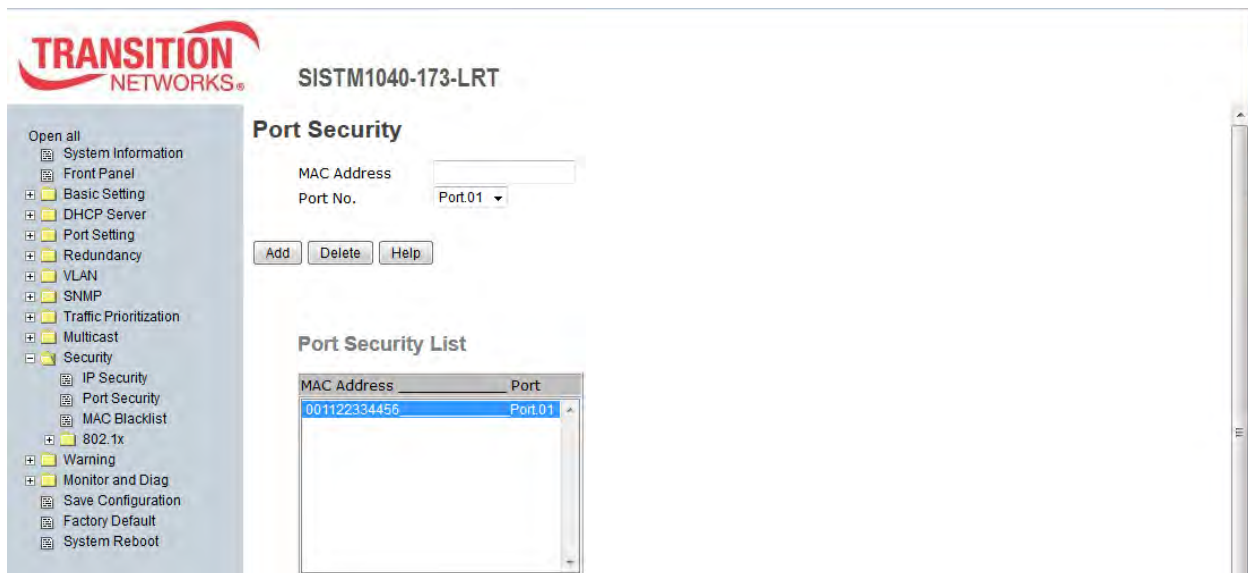 TRANSITION
NETWORKS®
SISTM1040-173-LRT
Open all
System Information
Front Panel
Basic Setting
DHCP Server
Port Setting
Redundancy
VLAN
SNMP
Traffic Prioritization
Multicast
Security
IP Security
Port Security
MAC Blacklist
802.1x
Warning
Monitor and Diag
Save Configuration
Factory Default
System Reboot
Port Security
MAC Address
Port No. Port.01
Add Delete Help
Port Security List
MAC Address ____________ Port
001122334456____________Port.01